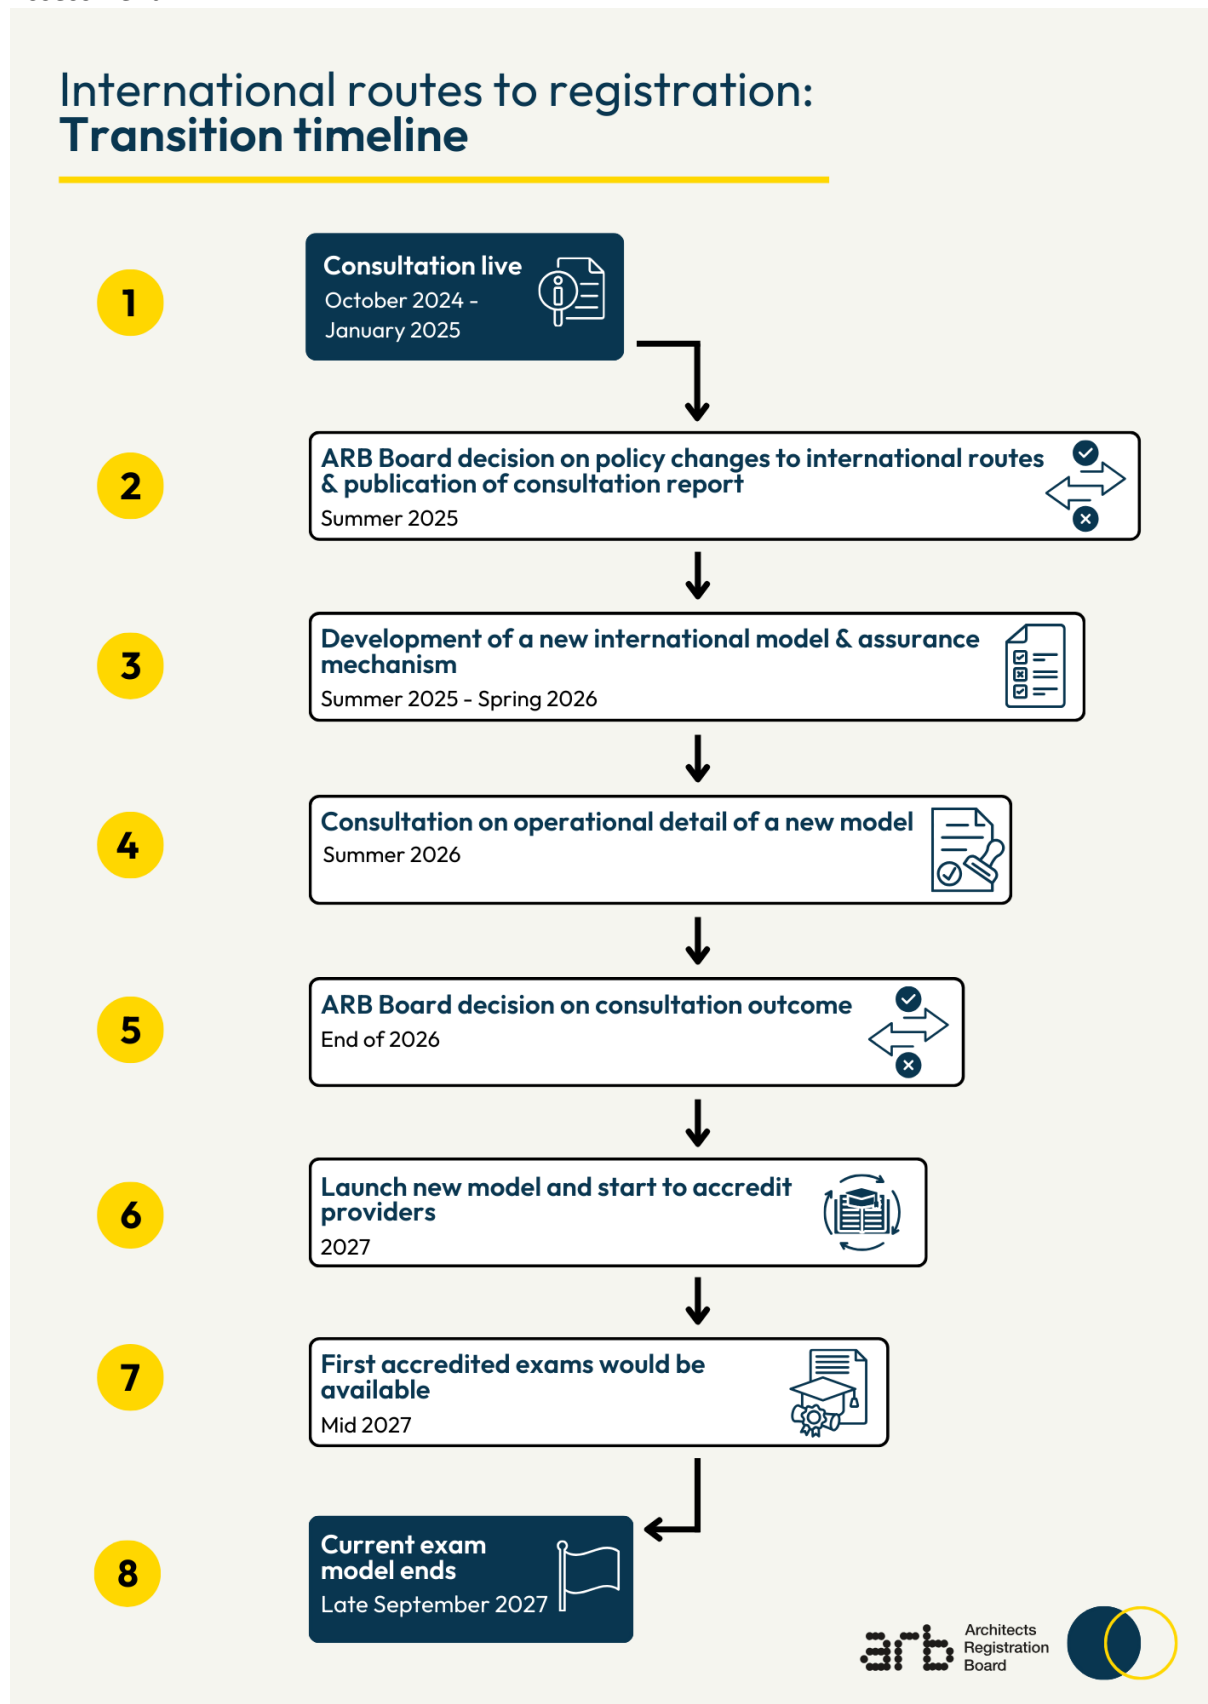 International routes to registration:
Transition timeline
1
Consultation live
October 2024 -
January 2025
2
ARB Board decision on policy changes to international routes
& publication of consultation report
Summer 2025
3
Development of a new international model & assurance
mechanism
Summer 2025 - Spring 2026
4
Consultation on operational detail of a new model
Summer 2026
5
ARB Board decision on consultation outcome
End of 2026
6
Launch new model and start to accredit
providers
2027
7
First accredited exams would be
available
Mid 2027
8
Current exam
model ends
Late September 2027
arb
Architects
Registration
Board